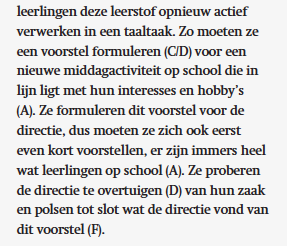 leerlingen deze leerstof opnieuw actief
verwerken in een taaltaak. Zo moeten ze
een voorstel formuleren (C/D) voor een
nieuwe middagactiviteit op school die in
lijn ligt met hun interesses en hobby's
(A). Ze formuleren dit voorstel voor de
directie, dus moeten ze zich ook eerst
even kort voorstellen, er zijn immers heel
wat leerlingen op school (A). Ze proberen
de directie te overtuigen (D) van hun zaak
en polsen tot slot wat de directie vond van
dit voorstel (F).